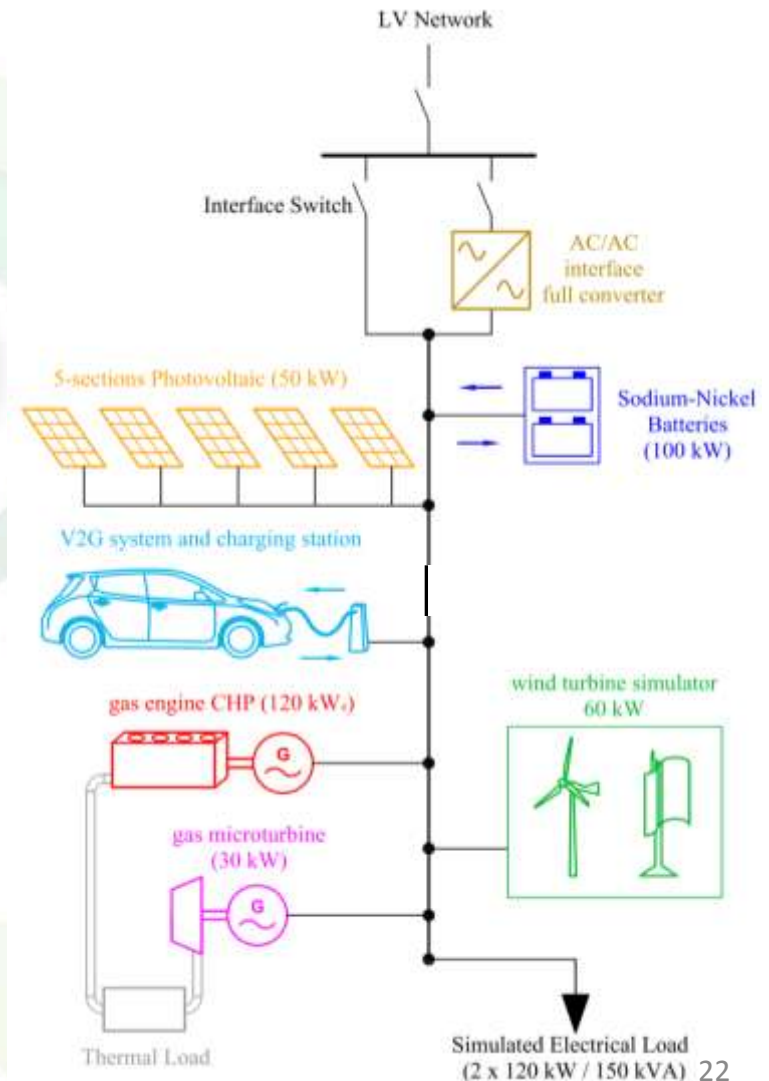 LV Network
Interface Switch
AC/AC
interface
full converter
5-sections Photovoltaic (50 kW)
Sodium-Nickel
Batteries
(100 kW)
V2G system and charging station
wind turbine simulator
60 kW
gas engine CHP (120 kWe)
G
gas microturbine
(30 kW)
G
Thermal Load
Simulated Electrical Load
(2 x 120 kW / 150 kVA)
22